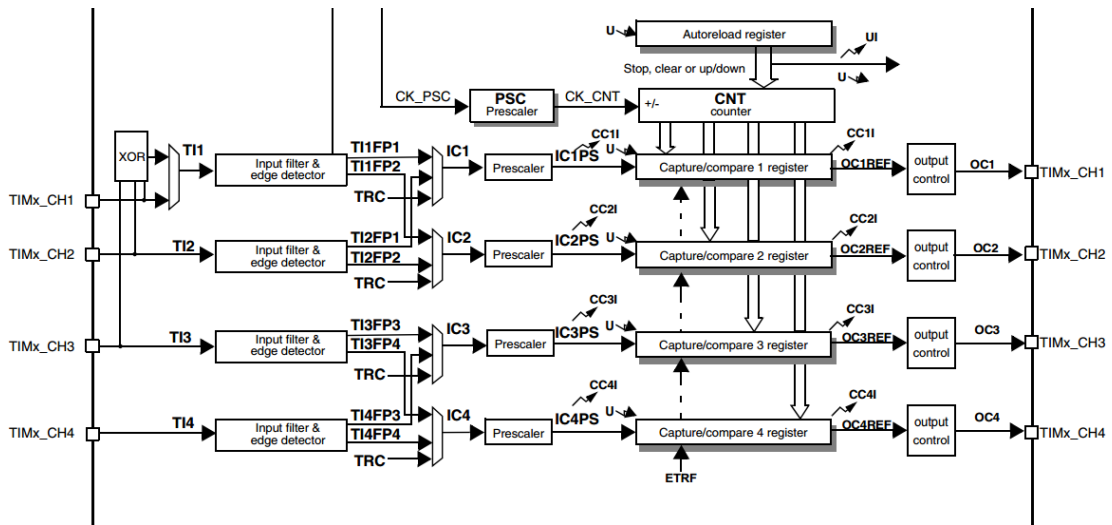 U
Autoreload register
UI
Stop, clear or up/down
U
CK_PSC
PSC
Prescaler
CK_CNT
+/-
CNT
counter
XOR
TI1
Input filter &
edge detector
TI1FP1
TI1FP2
TRC
IC1
Prescaler
CC1I
IC1PS
U
Capture/compare 1 register
CC1I
OC1REF
output
control
OC1
TIMx_CH1
TIMx_CH1
TIMx_CH2
TI2
Input filter &
edge detector
TI2FP1
TI2FP2
TRC
IC2
Prescaler
CC2I
IC2PS
U
Capture/compare 2 register
CC2I
OC2REF
output
control
OC2
TIMx_CH2
TIMx_CH3
TI3
Input filter &
edge detector
TI3FP3
TI3FP4
TRC
IC3
Prescaler
CC3I
IC3PS
U
Capture/compare 3 register
CC3I
OC3REF
output
control
OC3
TIMx_CH3
TIMx_CH4
TI4
Input filter &
edge detector
TI4FP3
TI4FP4
TRC
IC4
Prescaler
CC4I
IC4PS
U
Capture/compare 4 register
CC4I
OC4REF
output
control
OC4
TIMx_CH4
ETRF